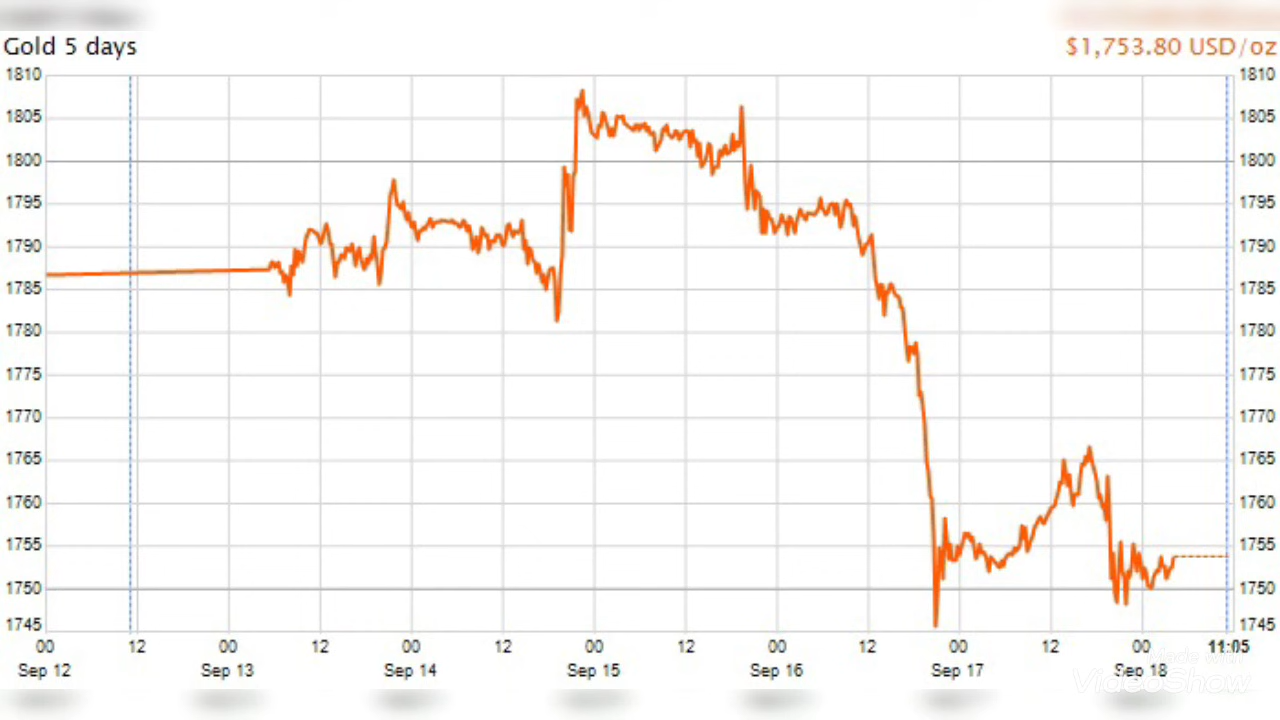 Gold 5 days
$1,753.80 USD/oz
1810 1810
1805 1805
1800 1800
1795 1795
1790 1790
1785 1785
1780 1780
1775 1775
1770 1770
1765 1765
1760 1760
1755 1755
1750 1750
1745 1745
00 12 00 12 00 12 00 12 00 12 00 12 00 11:05
Sep 12 Sep 13 Sep 14 Sep 15 Sep 16 Sep 17 Sep 18
Made with
VideoShow